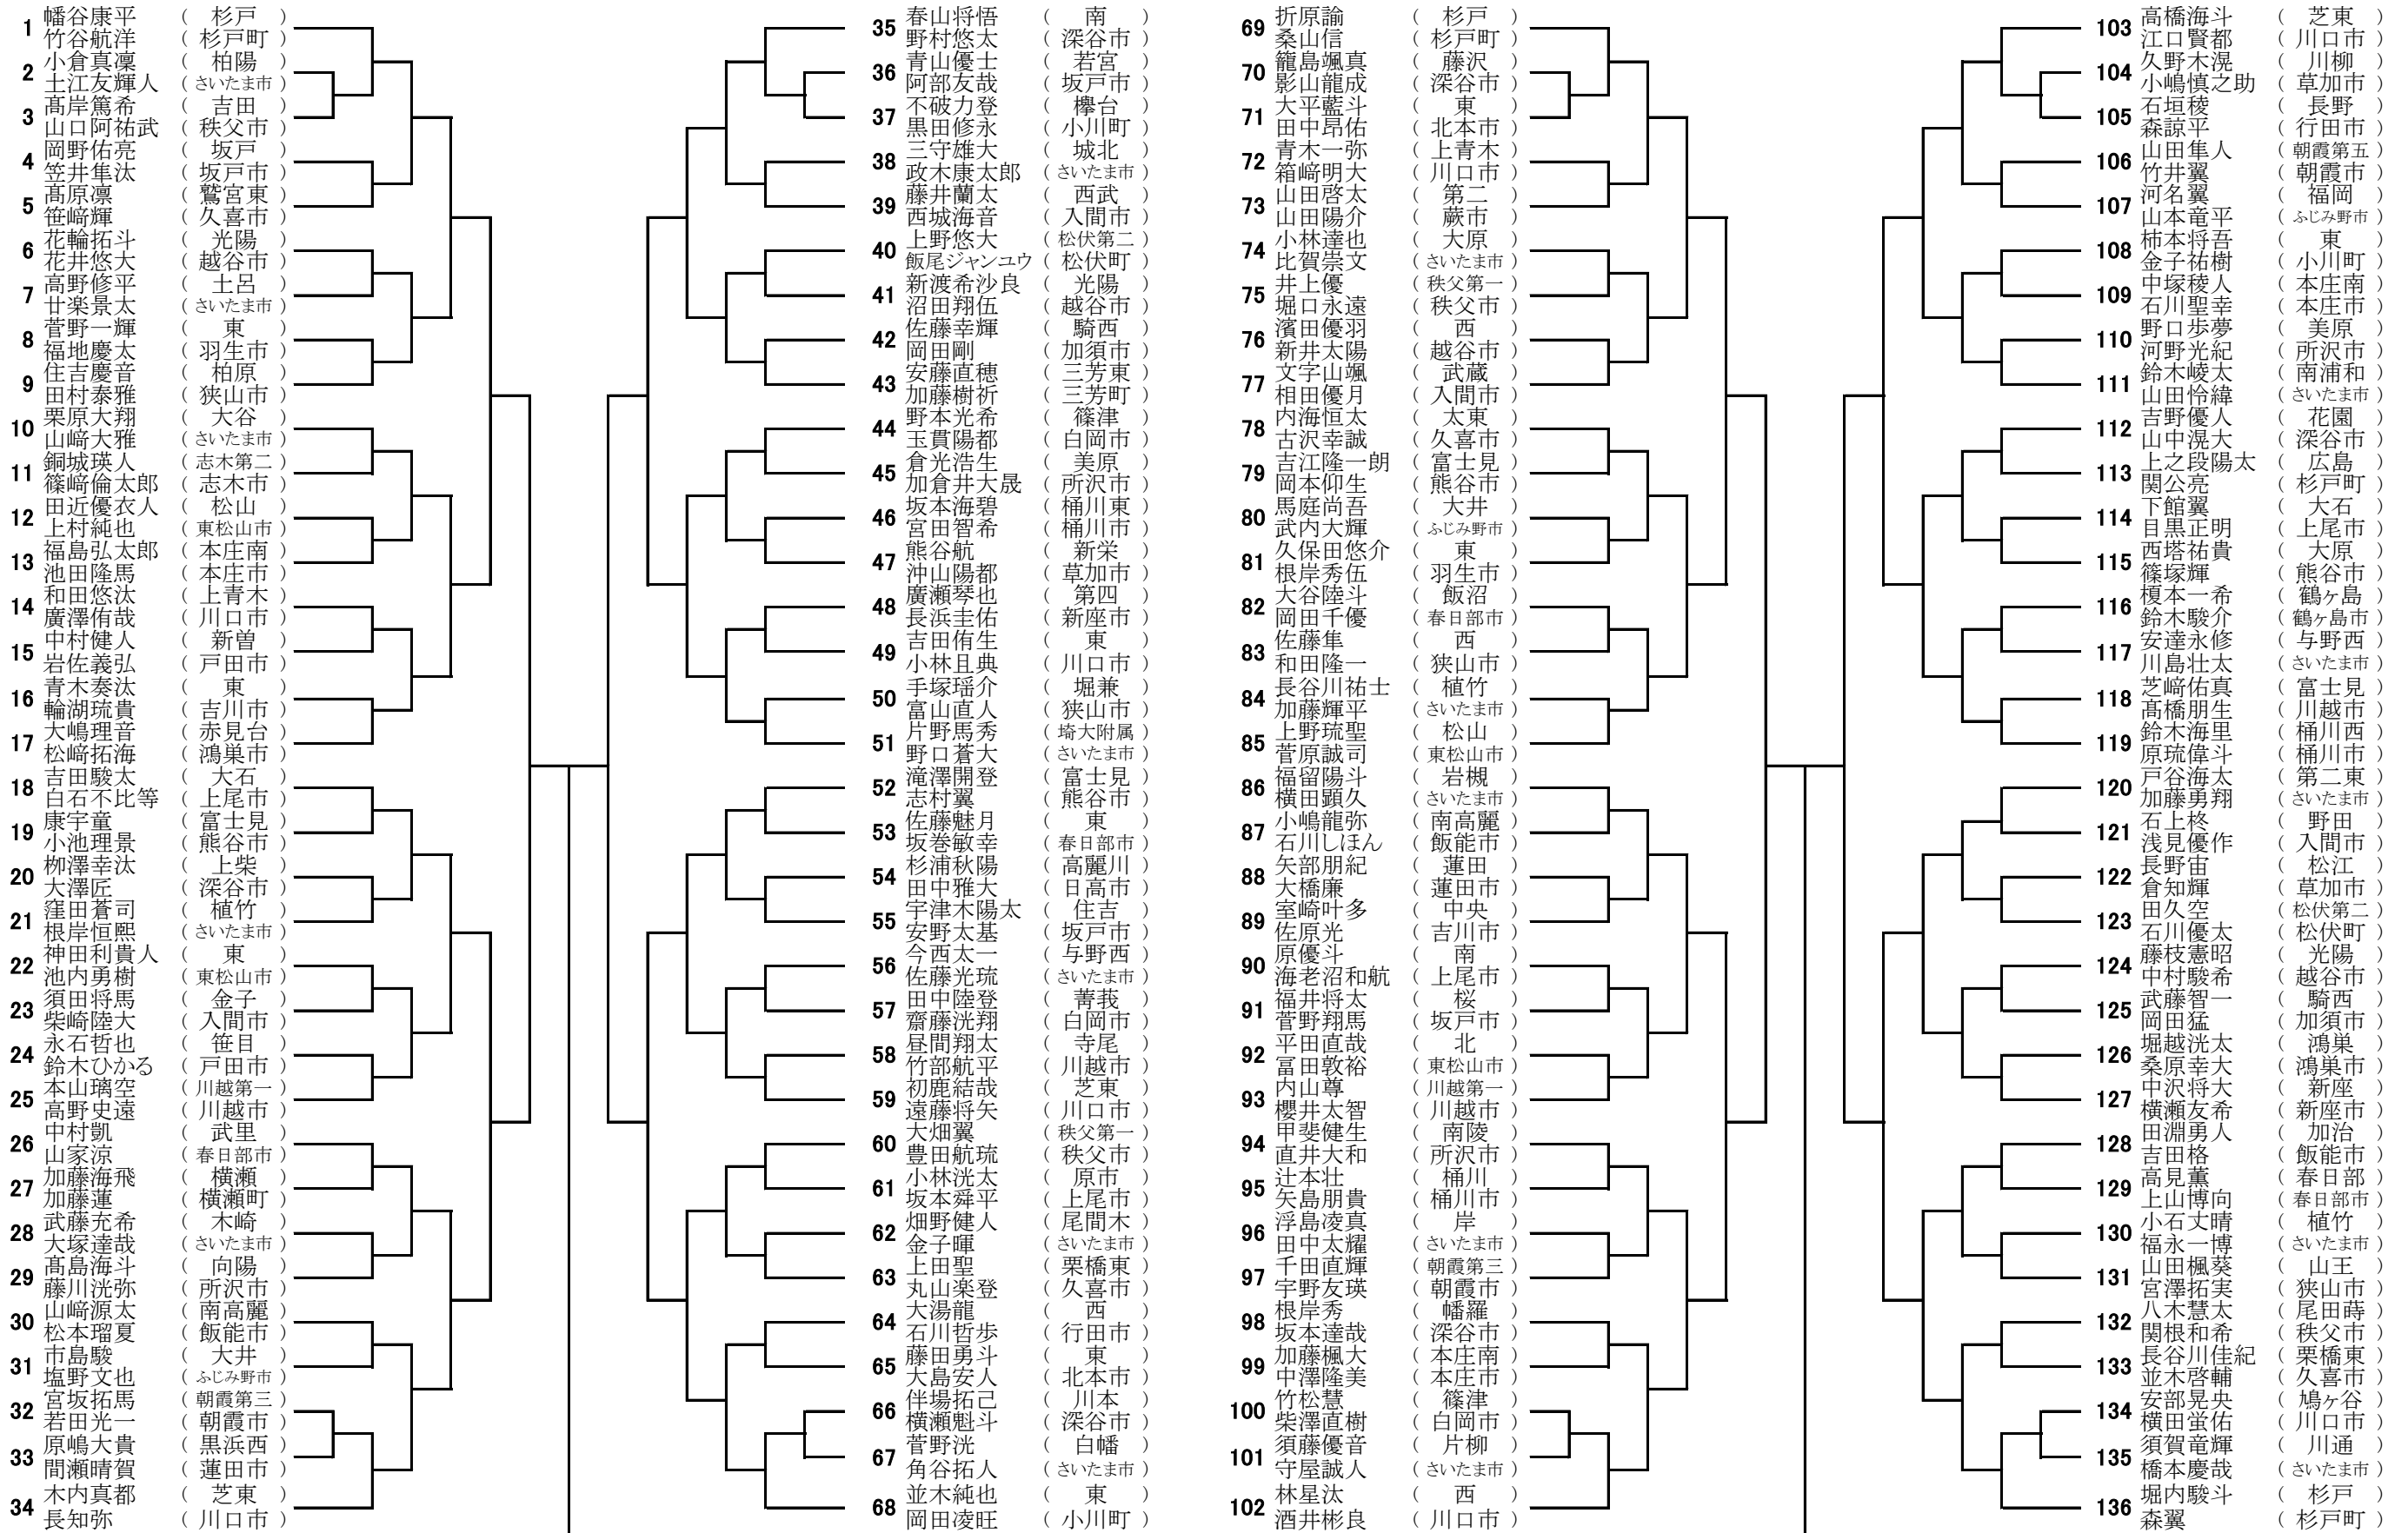 1 幡谷康平 ( 杉戸 )
竹谷航洋 ( 杉戸町 )
2 小倉真凜 ( 柏陽 )
土江友輝人 ( さいたま市 )
3 髙岸篤希 ( 吉田 )
山口阿祐武 ( 秩父市 )
4 岡野佑亮 ( 坂戸 )
笠井隼汰 ( 坂戸市 )
5 髙原凛 ( 鷲宮東 )
笹﨑輝 ( 久喜市 )
6 花輪拓斗 ( 光陽 )
花井悠大 ( 越谷市 )
7 高野修平 ( 土呂 )
廿楽景太 ( さいたま市 )
8 菅野一輝 ( 東 )
福地慶太 ( 羽生市 )
9 住吉慶音 ( 柏原 )
田村泰雅 ( 狭山市 )
10 栗原大翔 ( 大谷 )
山﨑大雅 ( さいたま市 )
11 銅城瑛人 ( 志木第二 )
篠﨑倫太郎 ( 志木市 )
12 田近優衣人 ( 松山 )
上村純也 ( 東松山市 )
13 福島弘太郎 ( 本庄南 )
池田隆馬 ( 本庄市 )
14 和田悠汰 ( 上青木 )
廣澤侑哉 ( 川口市 )
15 中村健人 ( 新曽 )
岩佐義弘 ( 戸田市 )
16 青木奏汰 ( 東 )
輪湖琉貴 ( 吉川市 )
17 大嶋理音 ( 赤見台 )
松﨑拓海 ( 鴻巣市 )
18 吉田駿太 ( 大石 )
白石不比等 ( 上尾市 )
19 康宇童 ( 富士見 )
小池理景 ( 熊谷市 )
20 栁澤幸汰 ( 上柴 )
大澤匠 ( 深谷市 )
21 窪田蒼司 ( 植竹 )
根岸恒熙 ( さいたま市 )
22 神田利貴人 ( 東 )
池内勇樹 ( 東松山市 )
23 須田将馬 ( 金子 )
柴崎陸大 ( 入間市 )
24 永石哲也 ( 笹目 )
鈴木ひかる ( 戸田市 )
25 本山璃空 ( 川越第一 )
高野史遠 ( 川越市 )
26 中村凱 ( 武里 )
山家涼 ( 春日部市 )
27 加藤海飛 ( 横瀬 )
加藤蓮 ( 横瀬町 )
28 武藤充希 ( 木崎 )
大塚達哉 ( さいたま市 )
29 髙島海斗 ( 向陽 )
藤川洸弥 ( 所沢市 )
30 山﨑源太 ( 南高麗 )
松本瑠夏 ( 飯能市 )
31 市島駿 ( 大井 )
塩野文也 ( ふじみ野市 )
32 宮坂拓馬 ( 朝霞第三 )
若田光一 ( 朝霞市 )
33 原嶋大貴 ( 黒浜西 )
間瀬晴賀 ( 蓮田市 )
34 木内真都 ( 芝東 )
長知弥 ( 川口市 )
35 春山将悟 ( 南 )
野村悠太 ( 深谷市 )
36 青山優士 ( 若宮 )
阿部友哉 ( 坂戸市 )
37 不破力登 ( 欅台 )
黒田修永 ( 小川町 )
38 三守雄大 ( 城北 )
政木康太郎 ( さいたま市 )
39 藤井蘭太 ( 西武 )
西城海音 ( 入間市 )
40 上野悠大 ( 松伏第二 )
飯尾ジャンユウ ( 松伏町 )
41 新渡希沙良 ( 光陽 )
沼田翔伍 ( 越谷市 )
42 佐藤幸輝 ( 騎西 )
岡田剛 ( 加須市 )
43 安藤直穂 ( 三芳東 )
加藤樹祈 ( 三芳町 )
44 野本光希 ( 篠津 )
玉貫陽都 ( 白岡市 )
45 倉光浩生 ( 美原 )
加倉井大晟 ( 所沢市 )
46 坂本海碧 ( 桶川東 )
宮田智希 ( 桶川市 )
47 熊谷航 ( 新栄 )
沖山陽都 ( 草加市 )
48 廣瀬琴也 ( 第四 )
長浜圭佑 ( 新座市 )
49 吉田侑生 ( 東 )
小林且典 ( 川口市 )
50 手塚瑶介 ( 堀兼 )
富山直人 ( 狭山市 )
51 片野馬秀 ( 埼大附属 )
野口蒼大 ( さいたま市 )
52 滝澤開登 ( 富士見 )
志村翼 ( 熊谷市 )
53 佐藤魅月 ( 東 )
坂巻敏幸 ( 春日部市 )
54 杉浦秋陽 ( 高麗川 )
田中雅大 ( 日高市 )
55 宇津木陽太 ( 住吉 )
安野太基 ( 坂戸市 )
56 今西太一 ( 与野西 )
佐藤光琉 ( さいたま市 )
57 田中陸登 ( 菁莪 )
齋藤洸翔 ( 白岡市 )
58 昼間翔太 ( 寺尾 )
竹部航平 ( 川越市 )
59 初鹿結哉 ( 芝東 )
遠藤将矢 ( 川口市 )
60 大畑翼 ( 秩父第一 )
豊田航琉 ( 秩父市 )
61 小林洸太 ( 原市 )
坂本舜平 ( 上尾市 )
62 畑野健人 ( 尾間木 )
金子暉 ( さいたま市 )
63 上田聖 ( 栗橋東 )
丸山楽登 ( 久喜市 )
64 大湯龍 ( 西 )
石川哲歩 ( 行田市 )
65 藤田勇斗 ( 東 )
大島安人 ( 北本市 )
66 伴場拓己 ( 川本 )
横瀬魁斗 ( 深谷市 )
67 菅野洸 ( 白幡 )
角谷拓人 ( さいたま市 )
68 並木純也 ( 東 )
岡田凌旺 ( 小川町 )
69 折原諭 ( 杉戸 )
桑山信 ( 杉戸町 )
70 籠島颯真 ( 藤沢 )
影山龍成 ( 深谷市 )
71 大平藍斗 ( 東 )
田中昂佑 ( 北本市 )
72 青木一弥 ( 上青木 )
箱﨑明大 ( 川口市 )
73 山田啓太 ( 第二 )
山田陽介 ( 蕨市 )
74 小林達也 ( 大原 )
比賀崇文 ( さいたま市 )
75 井上優 ( 秩父第一 )
堀口永遠 ( 秩父市 )
76 濱田優羽 ( 西 )
新井太陽 ( 越谷市 )
77 文字山颯 ( 武蔵 )
相田優月 ( 入間市 )
78 内海恒太 ( 太東 )
古沢幸誠 ( 久喜市 )
79 吉江隆一朗 ( 富士見 )
岡本仰生 ( 熊谷市 )
80 馬庭尚吾 ( 大井 )
武内大輝 ( ふじみ野市 )
81 久保田悠介 ( 東 )
根岸秀伍 ( 羽生市 )
82 大谷陸斗 ( 飯沼 )
岡田千優 ( 春日部市 )
83 佐藤隼 ( 西 )
和田隆一 ( 狭山市 )
84 長谷川祐士 ( 植竹 )
加藤輝平 ( さいたま市 )
85 上野琉聖 ( 松山 )
菅原誠司 ( 東松山市 )
86 福留陽斗 ( 岩槻 )
横田顕久 ( さいたま市 )
87 小嶋龍弥 ( 南高麗 )
石川しほん ( 飯能市 )
88 矢部朋紀 ( 蓮田 )
大橋廉 ( 蓮田市 )
89 室崎叶多 ( 中央 )
佐原光 ( 吉川市 )
90 原優斗 ( 南 )
海老沼和航 ( 上尾市 )
91 福井将太 ( 桜 )
菅野翔馬 ( 坂戸市 )
92 平田直哉 ( 北 )
冨田敦裕 ( 東松山市 )
93 内山尊 ( 川越第一 )
櫻井太智 ( 川越市 )
94 甲斐健生 ( 南陵 )
直井大和 ( 所沢市 )
95 辻本壮 ( 桶川 )
矢島朋貴 ( 桶川市 )
96 浮島凌真 ( 岸 )
田中太耀 ( さいたま市 )
97 千田直輝 ( 朝霞第三 )
宇野友瑛 ( 朝霞市 )
98 根岸秀 ( 幡羅 )
坂本達哉 ( 深谷市 )
99 加藤楓大 ( 本庄南 )
中澤隆美 ( 本庄市 )
100 竹松慧 ( 篠津 )
柴澤直樹 ( 白岡市 )
101 須藤優音 ( 片柳 )
守屋誠人 ( さいたま市 )
102 林星汰 ( 西 )
酒井彬良 ( 川口市 )
103 高橋海斗 ( 芝東 )
江口賢都 ( 川口市 )
104 久野木滉 ( 川柳 )
小嶋慎之助 ( 草加市 )
105 石垣稜 ( 長野 )
森諒平 ( 行田市 )
106 山田隼人 ( 朝霞第五 )
竹井翼 ( 朝霞市 )
107 河名翼 ( 福岡 )
山本竜平 ( ふじみ野市 )
108 柿本将吾 ( 東 )
金子祐樹 ( 小川町 )
109 中塚稜人 ( 本庄南 )
石川聖幸 ( 本庄市 )
110 野口歩夢 ( 美原 )
河野光紀 ( 所沢市 )
111 鈴木崚太 ( 南浦和 )
山田怜緯 ( さいたま市 )
112 吉野優人 ( 花園 )
山中滉大 ( 深谷市 )
113 上之段陽太 ( 広島 )
関公亮 ( 杉戸町 )
114 下館翼 ( 大石 )
目黒正明 ( 上尾市 )
115 西塔祐貴 ( 大原 )
篠塚輝 ( 熊谷市 )
116 榎本一希 ( 鶴ヶ島 )
鈴木駿介 ( 鶴ヶ島市 )
117 安達永修 ( 与野西 )
川島壮太 ( さいたま市 )
118 芝﨑佑真 ( 富士見 )
髙橋朋生 ( 川越市 )
119 鈴木海里 ( 桶川西 )
原琉偉斗 ( 桶川市 )
120 戸谷海太 ( 第二東 )
加藤勇翔 ( さいたま市 )
121 石上柊 ( 野田 )
浅見優作 ( 入間市 )
122 長野宙 ( 松江 )
倉知輝 ( 草加市 )
123 田久空 ( 松伏第二 )
石川優太 ( 松伏町 )
124 藤枝憲昭 ( 光陽 )
中村駿希 ( 越谷市 )
125 武藤智一 ( 騎西 )
岡田猛 ( 加須市 )
126 堀越洸太 ( 鴻巣 )
桑原幸大 ( 鴻巣市 )
127 中沢将大 ( 新座 )
横瀬友希 ( 新座市 )
128 田淵勇人 ( 加治 )
吉田格 ( 飯能市 )
129 高見薫 ( 春日部 )
上山博向 ( 春日部市 )
130 小石丈晴 ( 植竹 )
福永一博 ( さいたま市 )
131 山田楓葵 ( 山王 )
宮澤拓実 ( 狭山市 )
132 八木慧太 ( 尾田蒔 )
関根和希 ( 秩父市 )
133 長谷川佳紀 ( 栗橋東 )
並木啓輔 ( 久喜市 )
134 安部晃央 ( 鳩ヶ谷 )
横田蛍佑 ( 川口市 )
135 須賀竜輝 ( 川通 )
橋本慶哉 ( さいたま市 )
136 堀内駿斗 ( 杉戸 )
森翼 ( 杉戸町 )